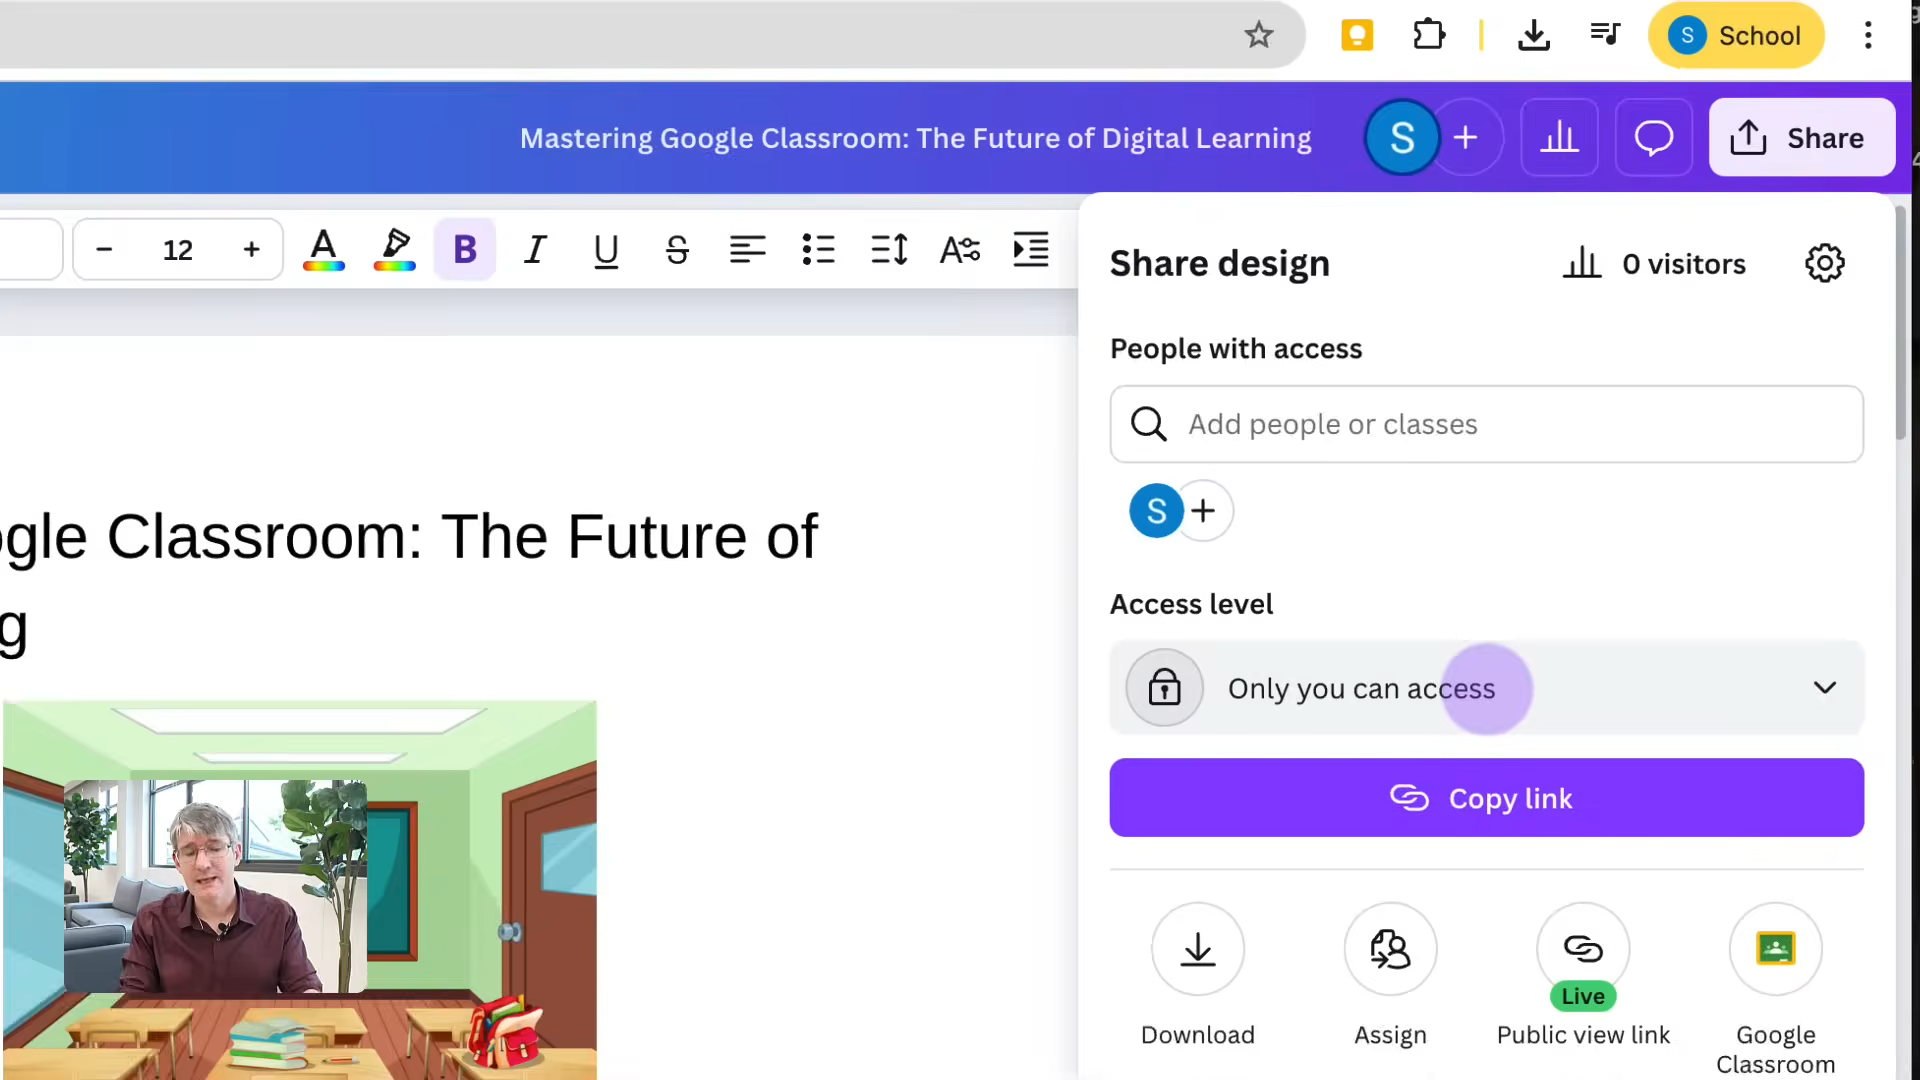 S School
Mastering Google Classroom: The Future of Digital Learning
S
Share
12
A
B
I
U
S
A
Share design
0 visitors
People with access
Add people or classes
S
ogle Classroom: The Future of
g
Access level
Only you can access
Copy link
Live
Download
Assign
Public view link
Google
Classroom